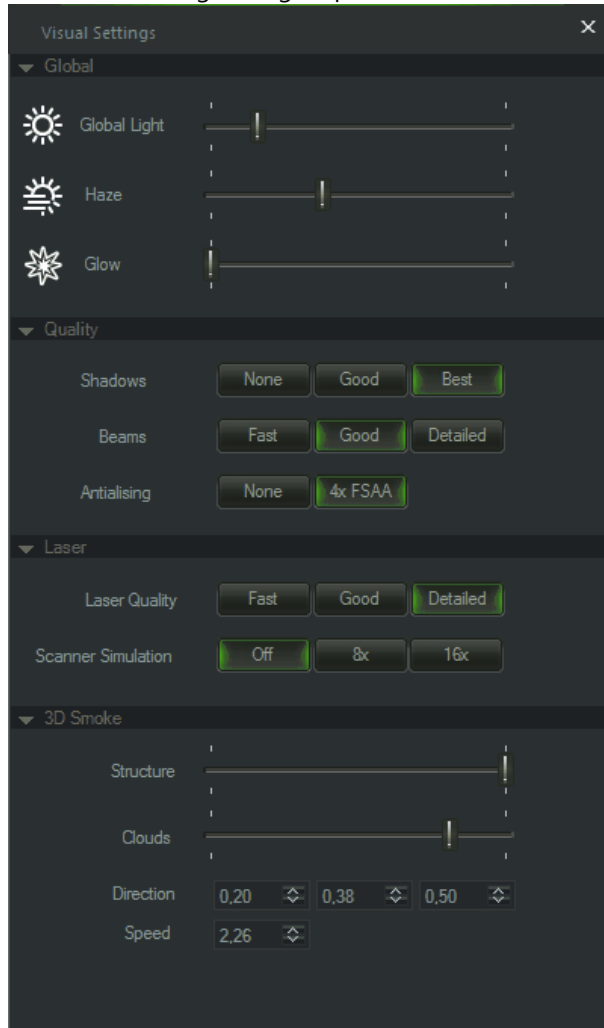 Visual Settings
Global
Global Light
Haze
Glow
Quality
Shadows None Good Best
Beams Fast Good Detailed
Antialising None 4x FSAA
Laser
Laser Quality Fast Good Detailed
Scanner Simulation Off 8x 16x
3D Smoke
Structure
Clouds
Direction 0,20 0,38 0,50
Speed 2,26